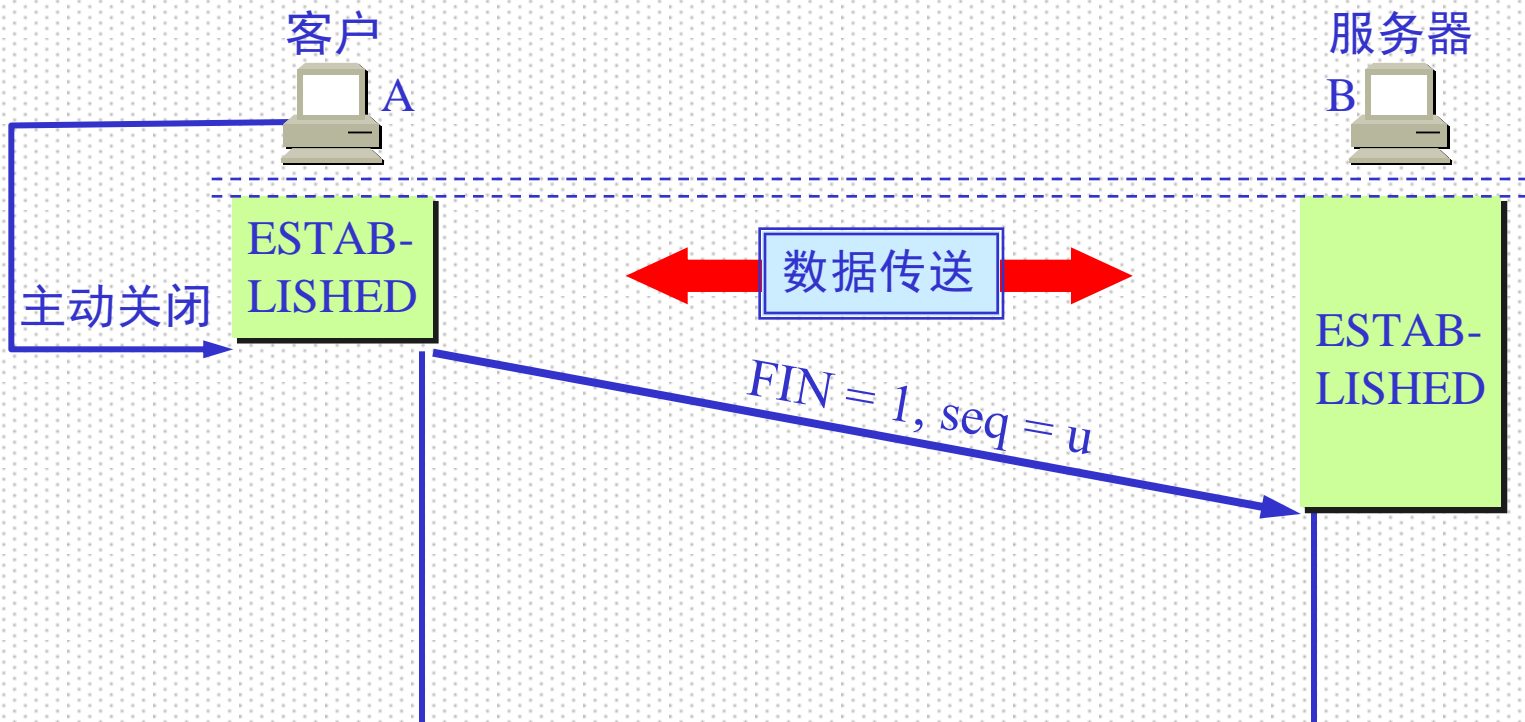 客户
服务器
A
B
ESTAB-
LISHED
数据传送
主动关闭
ESTAB-
LISHED
FIN = 1, seq = u